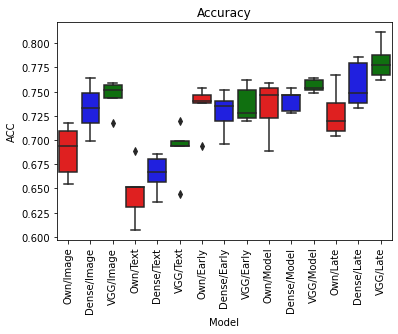 Accuracy
ACC
0.800
0.775
0.750
0.725
0.700
0.675
0.650
0.625
0.600
Own/Image
Dense/Image
VGG/Image
Own/Text
Dense/Text
VGG/Text
Own/Early
Dense/Early
VGG/Early
Own/Model
Dense/Model
VGG/Model
Own/Late
Dense/Late
VGG/Late
Model